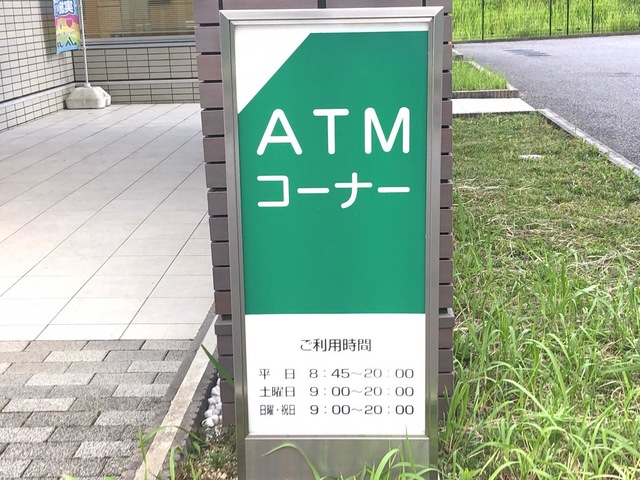 ATM
コーナー
ご利用時間
平 日 8:45~20:00
土曜日 9:00~20:00
日曜・祝日 9:00~20:00